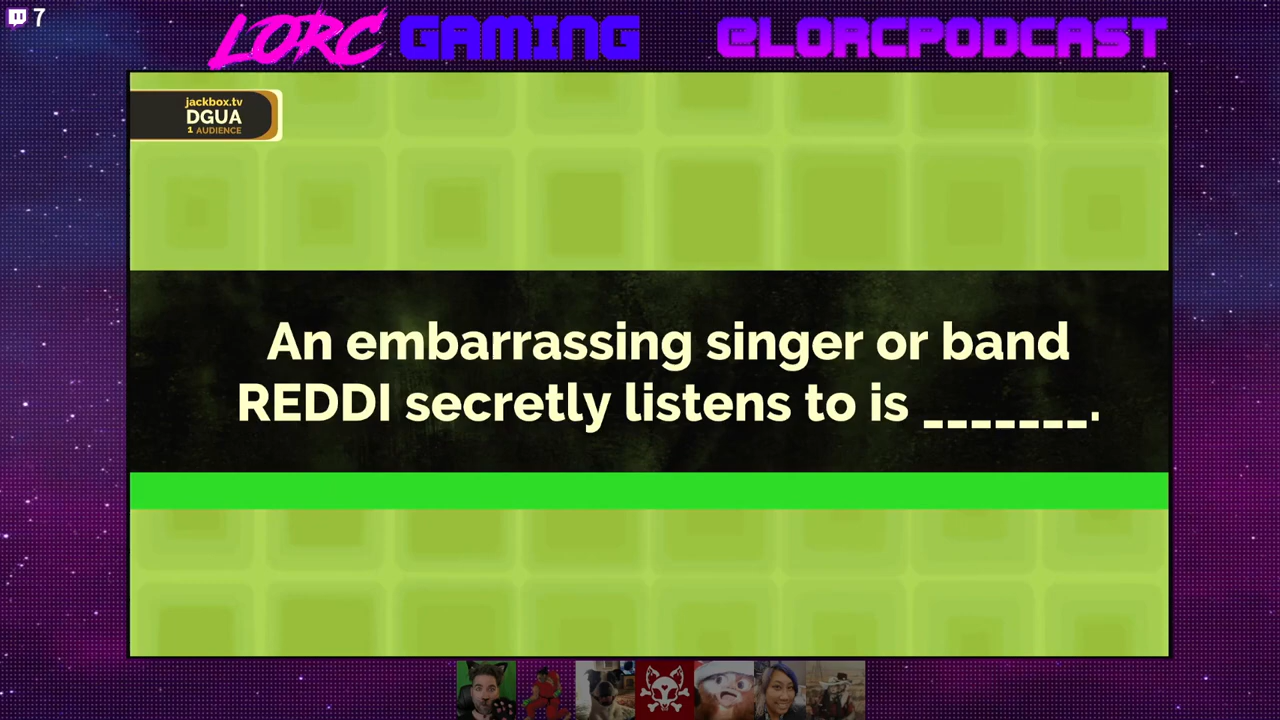 7
LORC GAMING @LORCPODCAST
jackbox.tv
DGUA
1 AUDIENCE
An embarrassing singer or band
REDDI secretly listens to is _______.